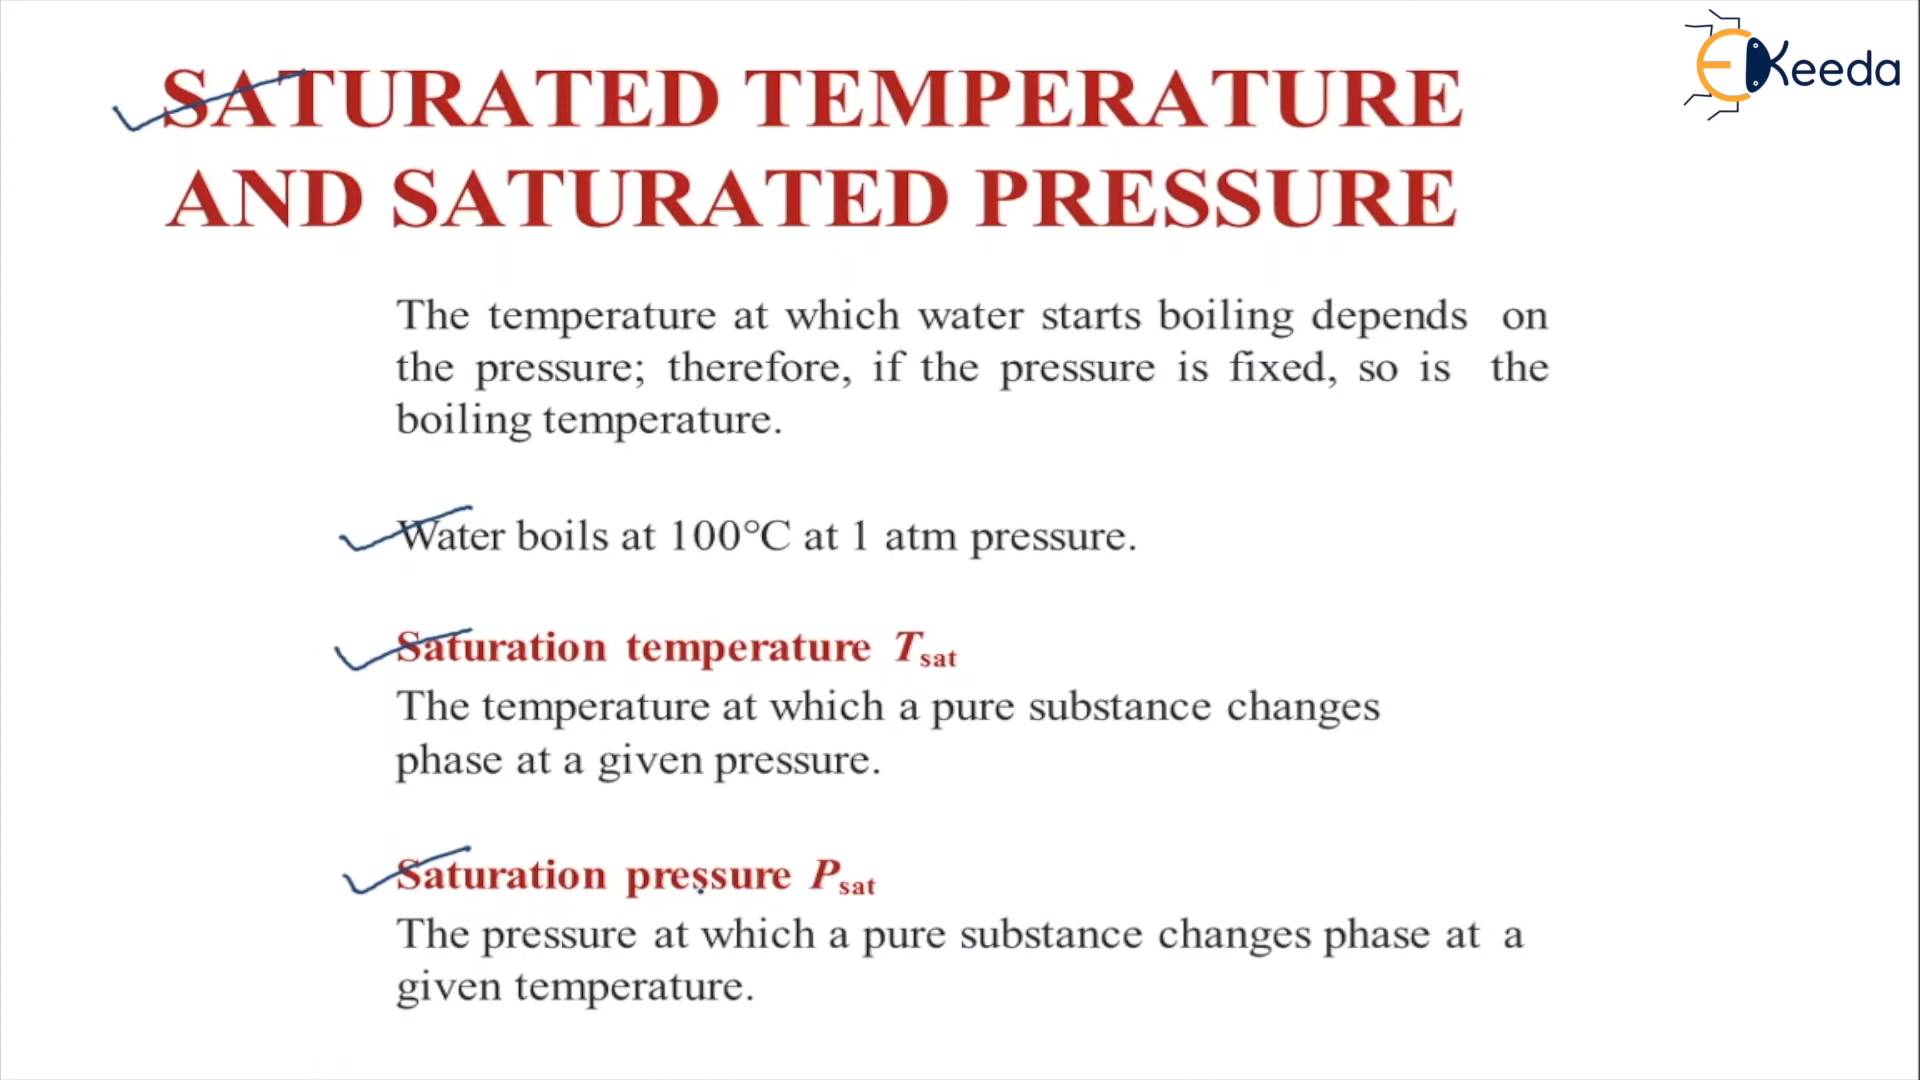 EKeeda
SATURATED TEMPERATURE
AND SATURATED PRESSURE
The temperature at which water starts boiling depends on
the pressure; therefore, if the pressure is fixed, so is the
boiling temperature.
Water boils at 100°C at 1 atm pressure.
Saturation temperature Tsat
The temperature at which a pure substance changes
phase at a given pressure.
Saturation pressure Psat
The pressure at which a pure substance changes phase at a
given temperature.